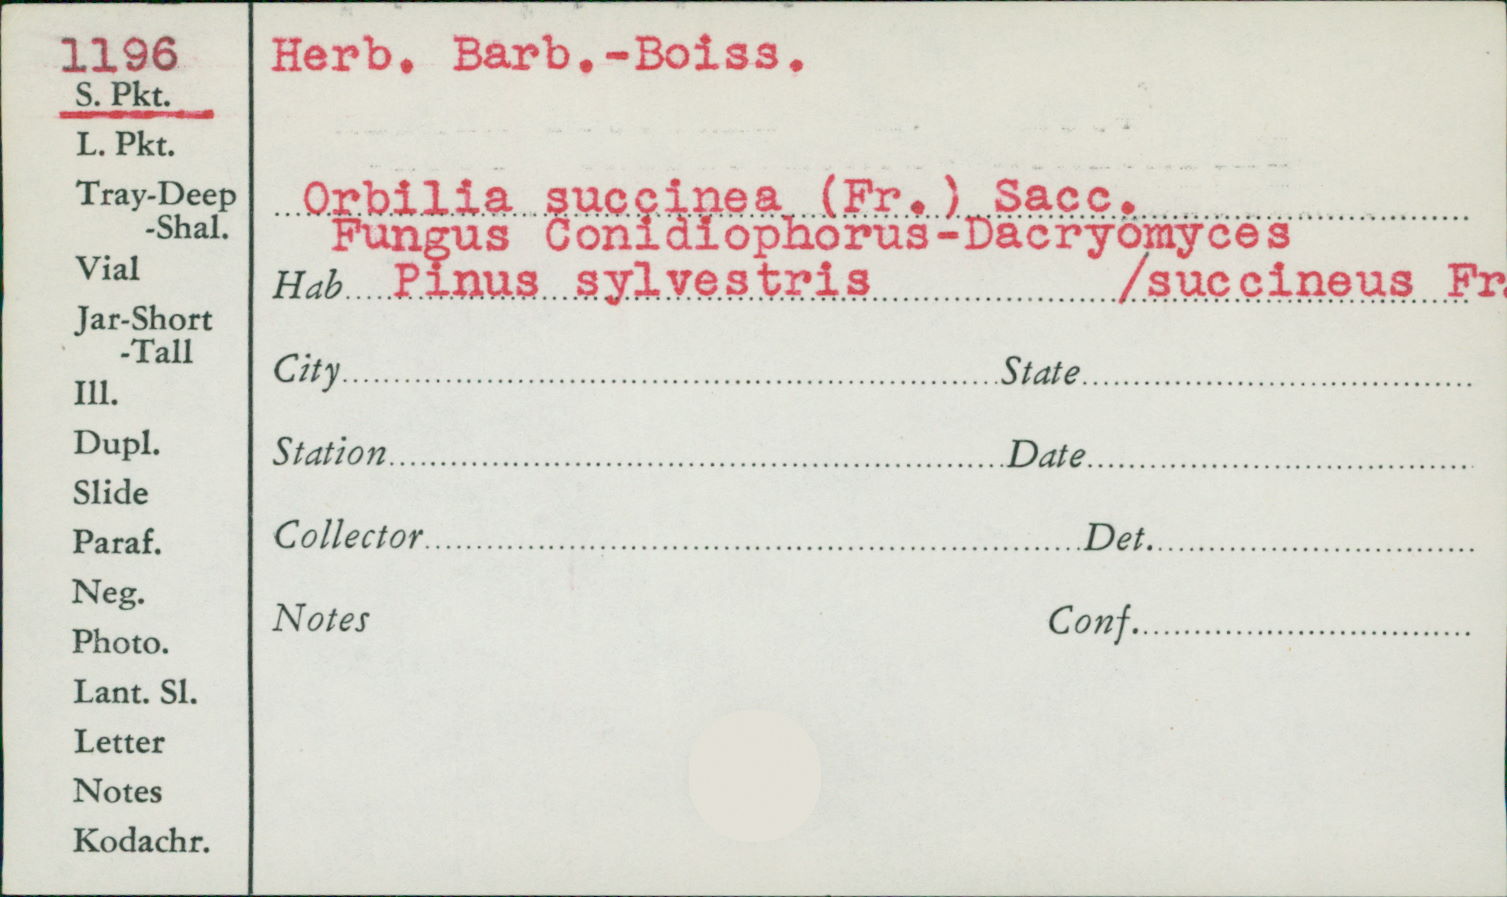 1196
S. Pkt.
L. Pkt.
Tray-Deep
-Shal.
Vial
Jar-Short
-Tall
Ill.
Dupl.
Slide
Paraf.
Neg.
Photo.
Lant. Sl.
Letter
Notes
Kodachr.
Herb. Barb.-Boiss.
Orbilia succinea (Fr.) Sacc.
Fungus Conidiophorus-Dacryomyces
Hab. Pinus sylvestris /succineus Fr.
City State
Station Date
Collector Det.
Notes Conf.